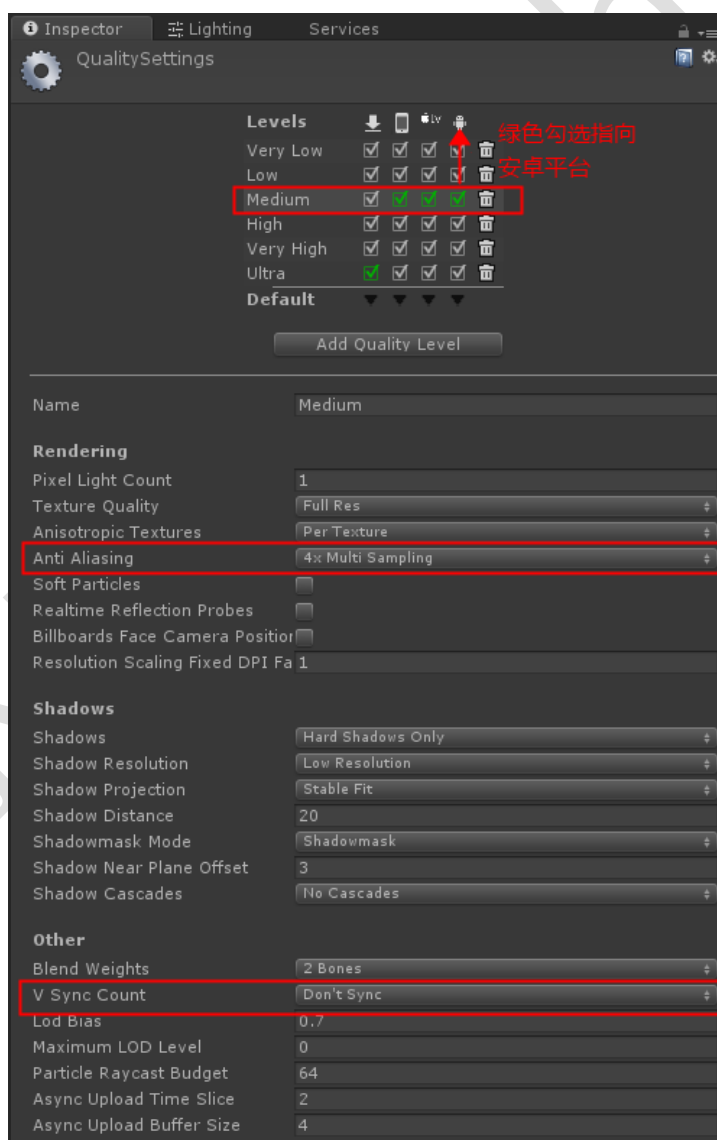 Inspector Lighting Services
QualitySettings
Levels tv
绿色勾选指向
安卓平台
Very Low
Low
Medium
High
Very High
Ultra
Default
Add Quality Level
Name Medium
Rendering
Pixel Light Count 1
Texture Quality Full Res
Anisotropic Textures Per Texture
Anti Aliasing 4x Multi Sampling
Soft Particles
Realtime Reflection Probes
Billboards Face Camera Position
Resolution Scaling Fixed DPI Fa 1
Shadows
Shadows Hard Shadows Only
Shadow Resolution Low Resolution
Shadow Projection Stable Fit
Shadow Distance 20
Shadowmask Mode Shadowmask
Shadow Near Plane Offset 3
Shadow Cascades No Cascades
Other
Blend Weights 2 Bones
V Sync Count Don't Sync
Lod Bias 0.7
Maximum LOD Level 0
Particle Raycast Budget 64
Async Upload Time Slice 2
Async Upload Buffer Size 4